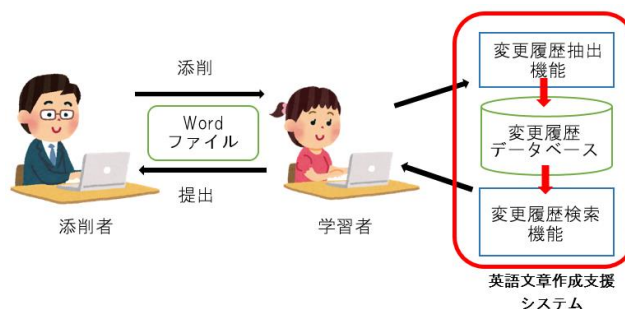 添削
Word
ファイル
提出
添削者
学習者
変更履歴抽出
機能
変更履歴
データベース
変更履歴検索
機能
英語文章作成支援
システム